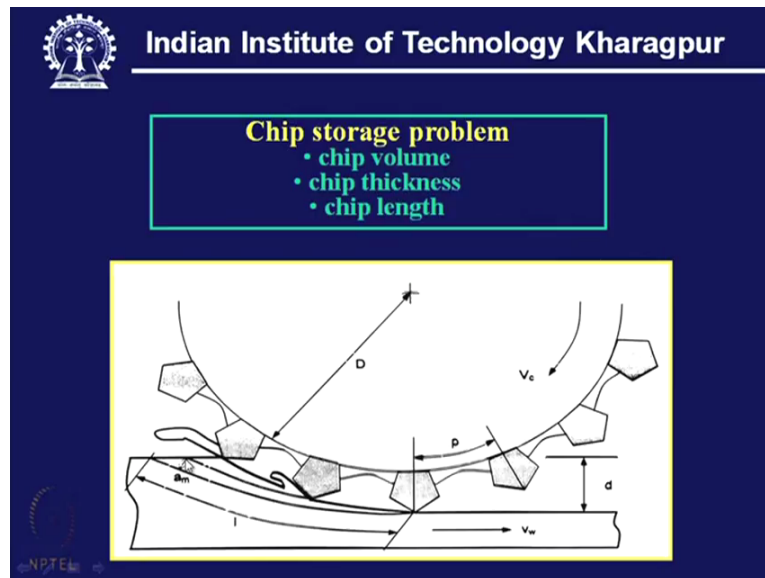 Indian Institute of Technology Kharagpur
Chip storage problem
• chip volume
• chip thickness
• chip length
D
Vc
p
am
d
l
vw
NPTEL